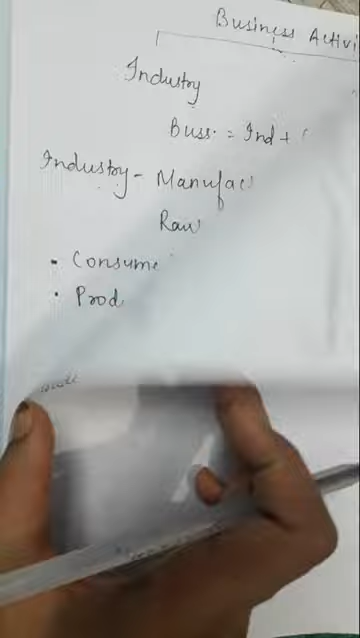 Business Activi
Industry
Buss. = Ind + C
Industry - Manufac
Raw
• Consume
• Prod